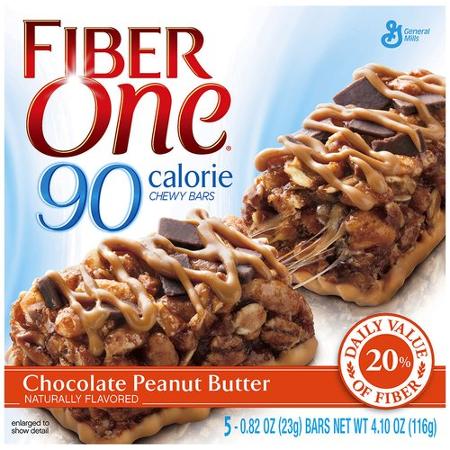 General
Mills
FIBER
One®
90 calorie
CHEWY BARS
DAILY VALUE
20%
OF FIBER
Chocolate Peanut Butter
NATURALLY FLAVORED
enlarged to
show detail
5 - 0.82 OZ (23g) BARS NET WT 4.10 OZ (116g)